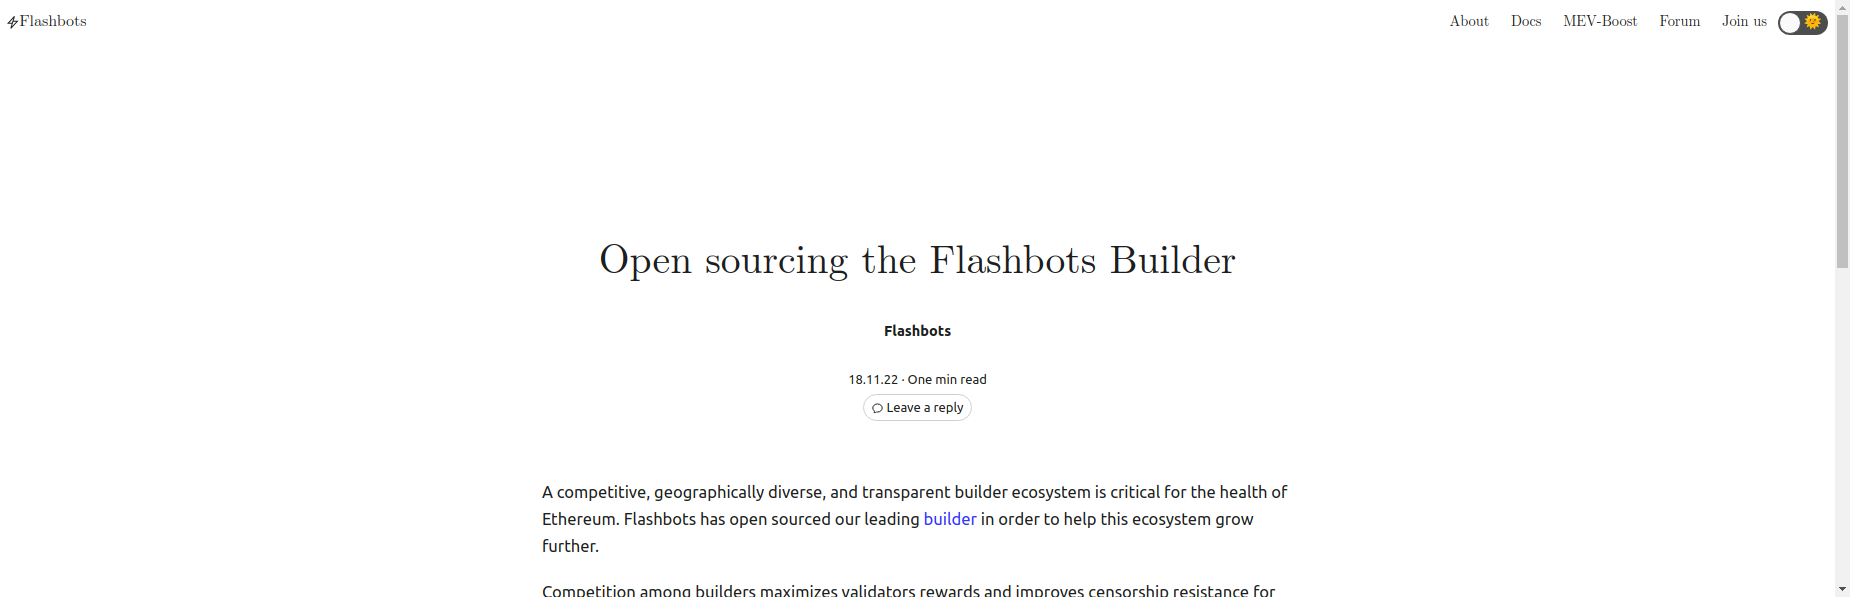 Flashbots
About Docs MEV-Boost Forum Join us
Open sourcing the Flashbots Builder
Flashbots
18.11.22 · One min read
Leave a reply
A competitive, geographically diverse, and transparent builder ecosystem is critical for the health of
Ethereum. Flashbots has open sourced our leading builder in order to help this ecosystem grow
further.
Competition among builders maximizes validators rewards and improves censorship resistance for